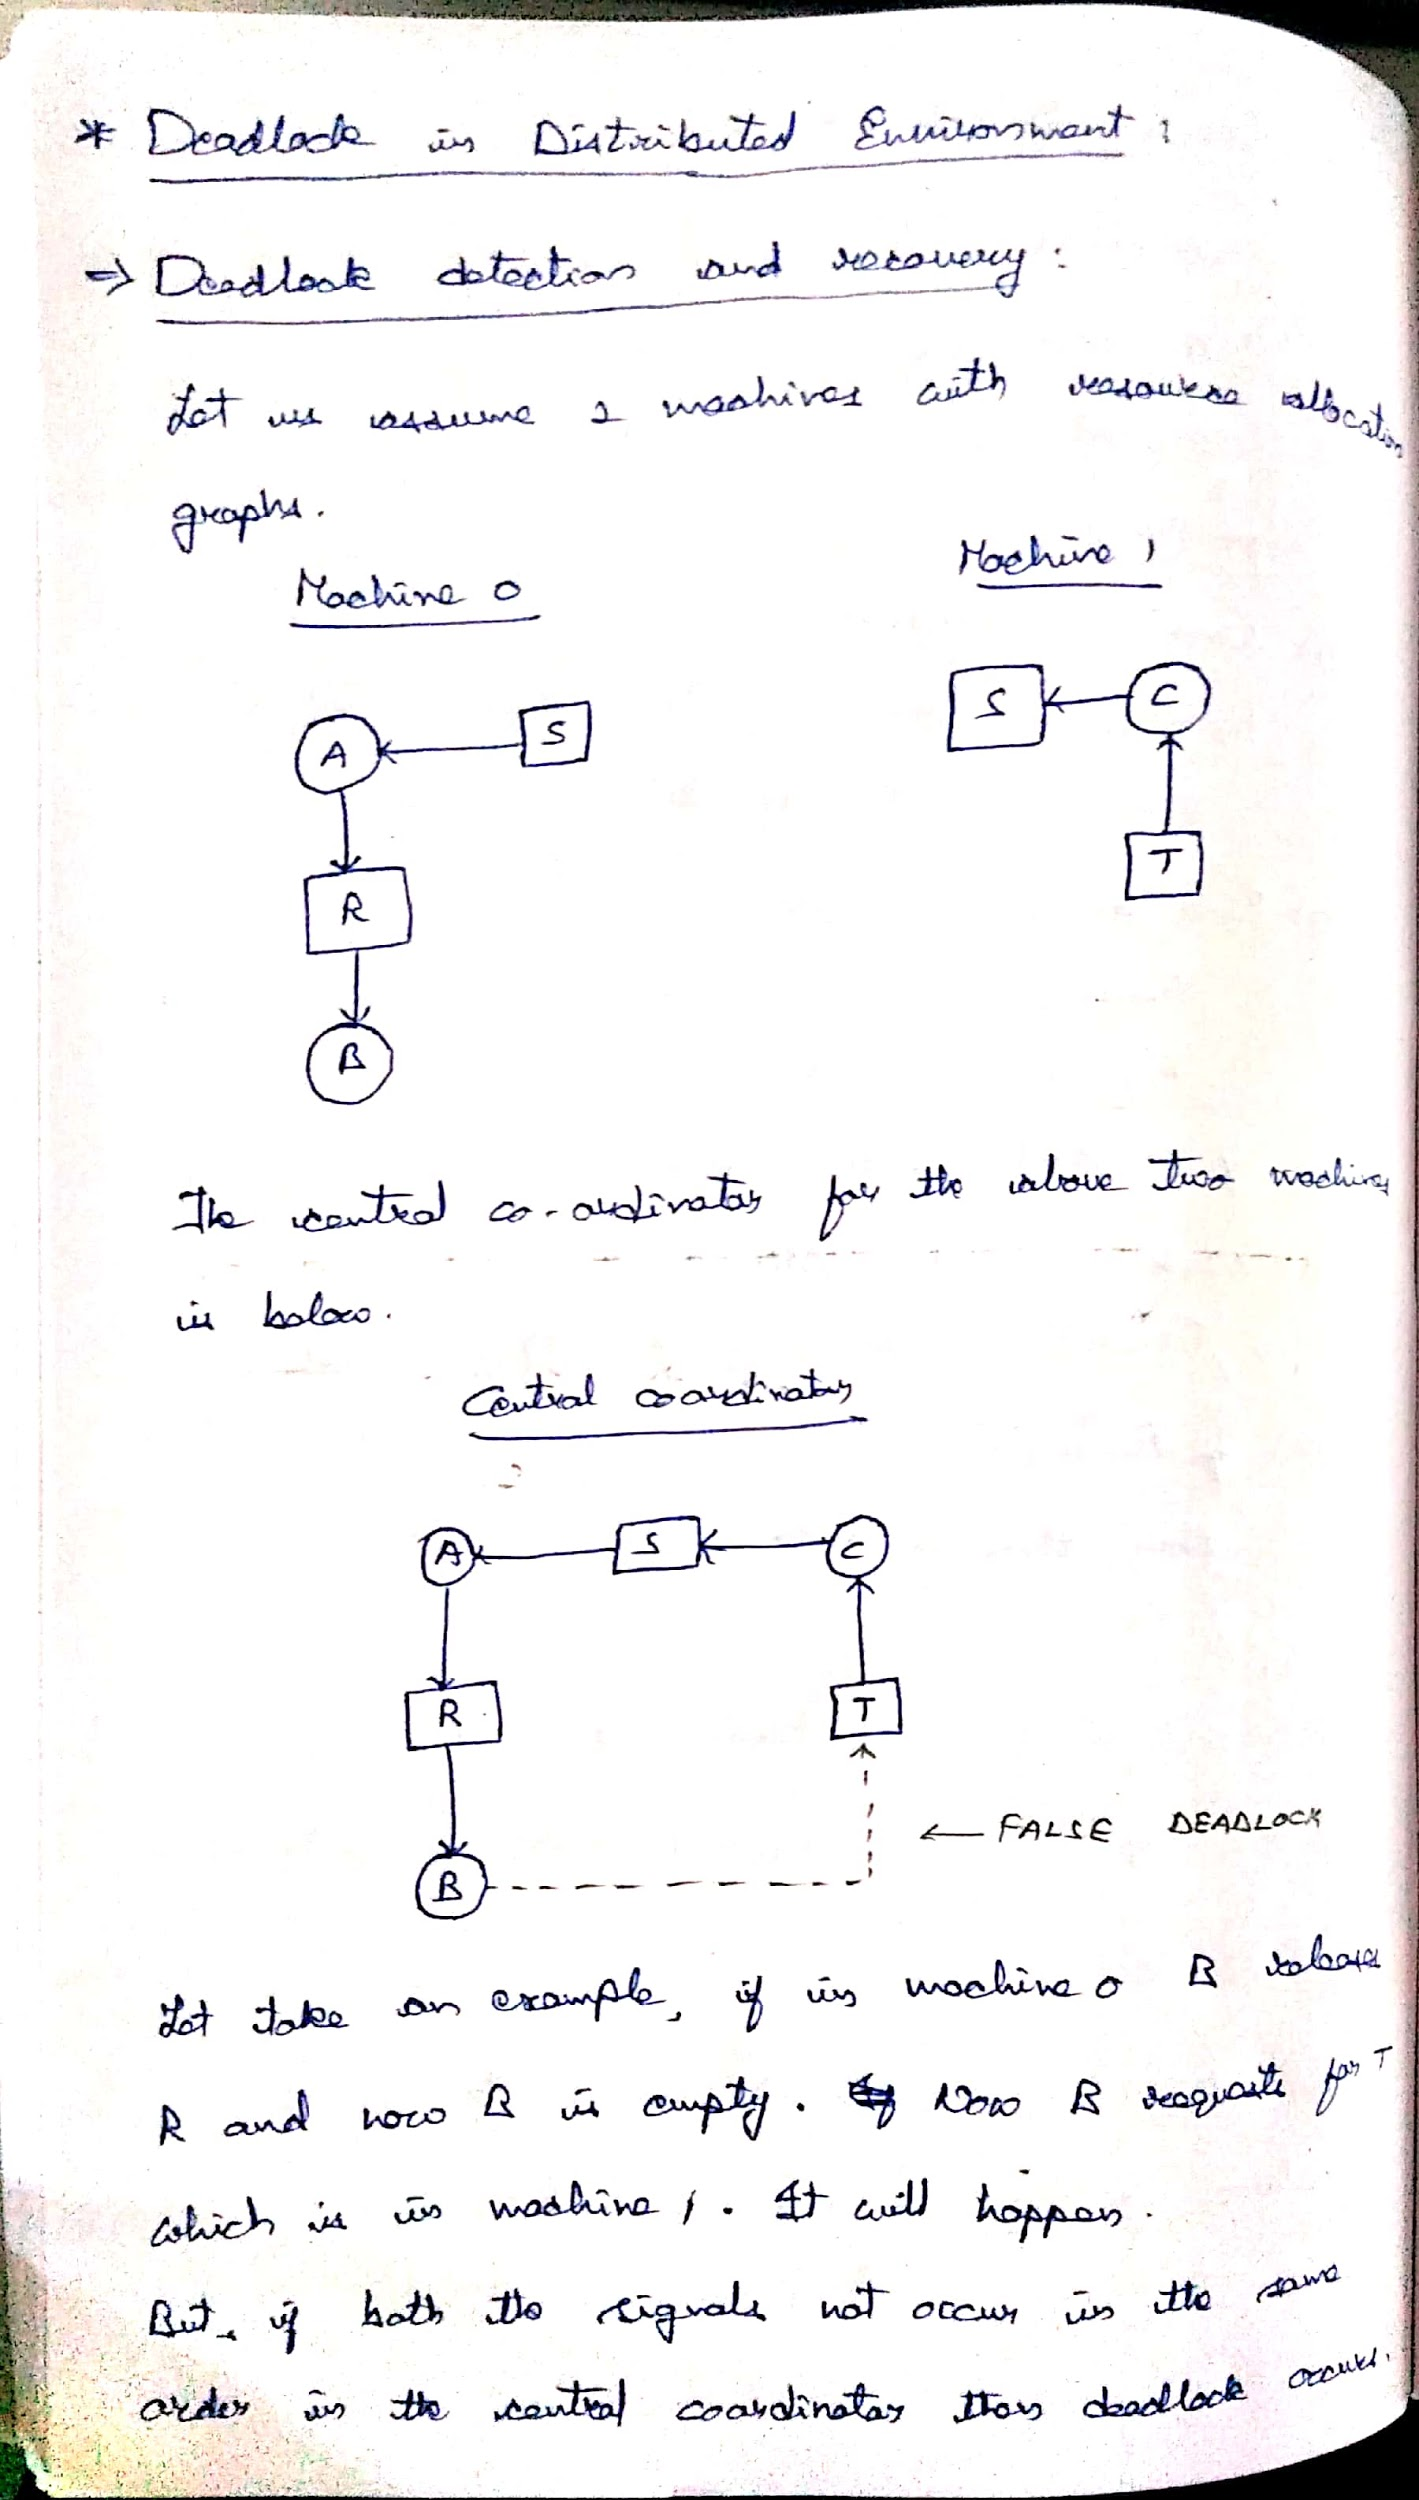 * Deadlock in Distributed Environment :
=> Deadlock detection and recovery :
Let us assume 2 machines with resource allocation
graphs.
Machine 0
Machine 1
A
S
S
C
T
R
B
The central co-ordinator for the above two machines
is below.
Central coordinator
A
S
C
R
T
← FALSE DEADLOCK
B
Let take an example, if in machine 0 B release
R and now B is empty. Now B requests for T
which is in machine 1. It will happen.
But, if both the signals not occur in the same
order in the central coordinator then deadlock occurs.